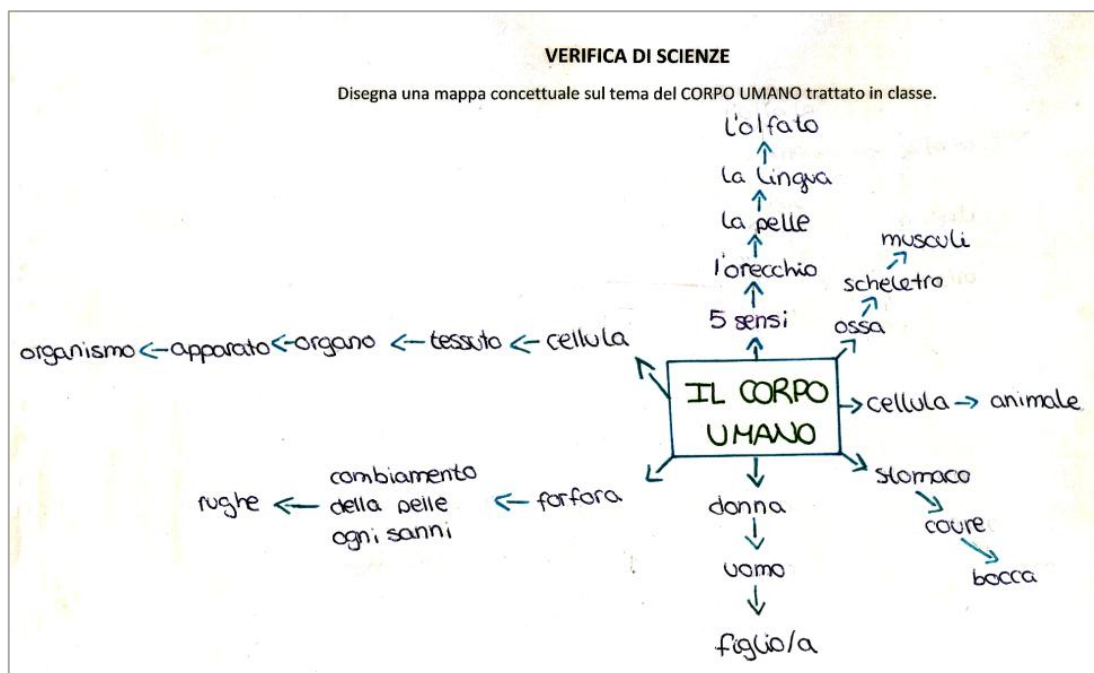 VERIFICA DI SCIENZE
Disegna una mappa concettuale sul tema del CORPO UMANO trattato in classe.
l'olfato
la lingua
la pelle
l'orecchio
5 sensi
musculi
scheletro
ossa
organismo ← apparato ← organo ← tessuto ← cellula
IL CORPO
UMANO
cellula → animale
stomaco
coure
bocca
donna
uomo
figlio/a
forfora
combiamento
della pelle
ogni sanni
rughe